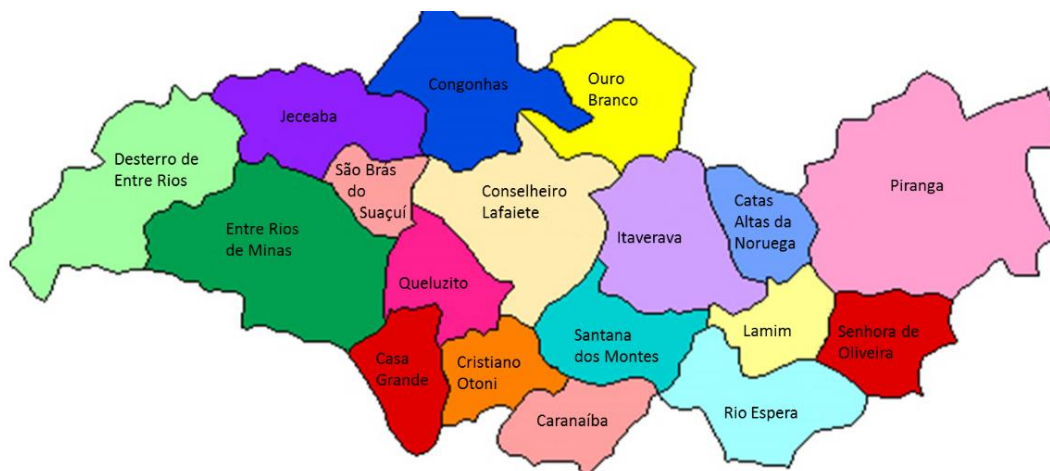 Congonhas
Ouro
Branco
Jeceaba
Desterro de
Entre Rios
São Brás
do
Suaçuí
Conselheiro
Lafaiete
Catas
Altas da
Noruega
Piranga
Entre Rios
de Minas
Itaverava
Queluzito
Santana
dos Montes
Lamim
Senhora de
Oliveira
Casa
Grande
Cristiano
Otoni
Caranaíba
Rio Espera